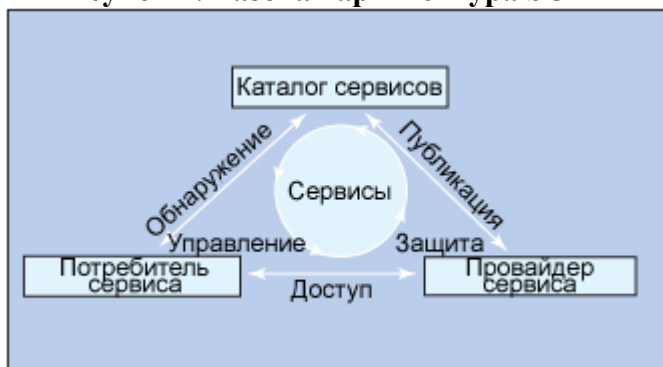 Каталог сервисов
Обнаружение
Публикация
Сервисы
Управление
Защита
Потребитель
сервиса
Доступ
Провайдер
сервиса